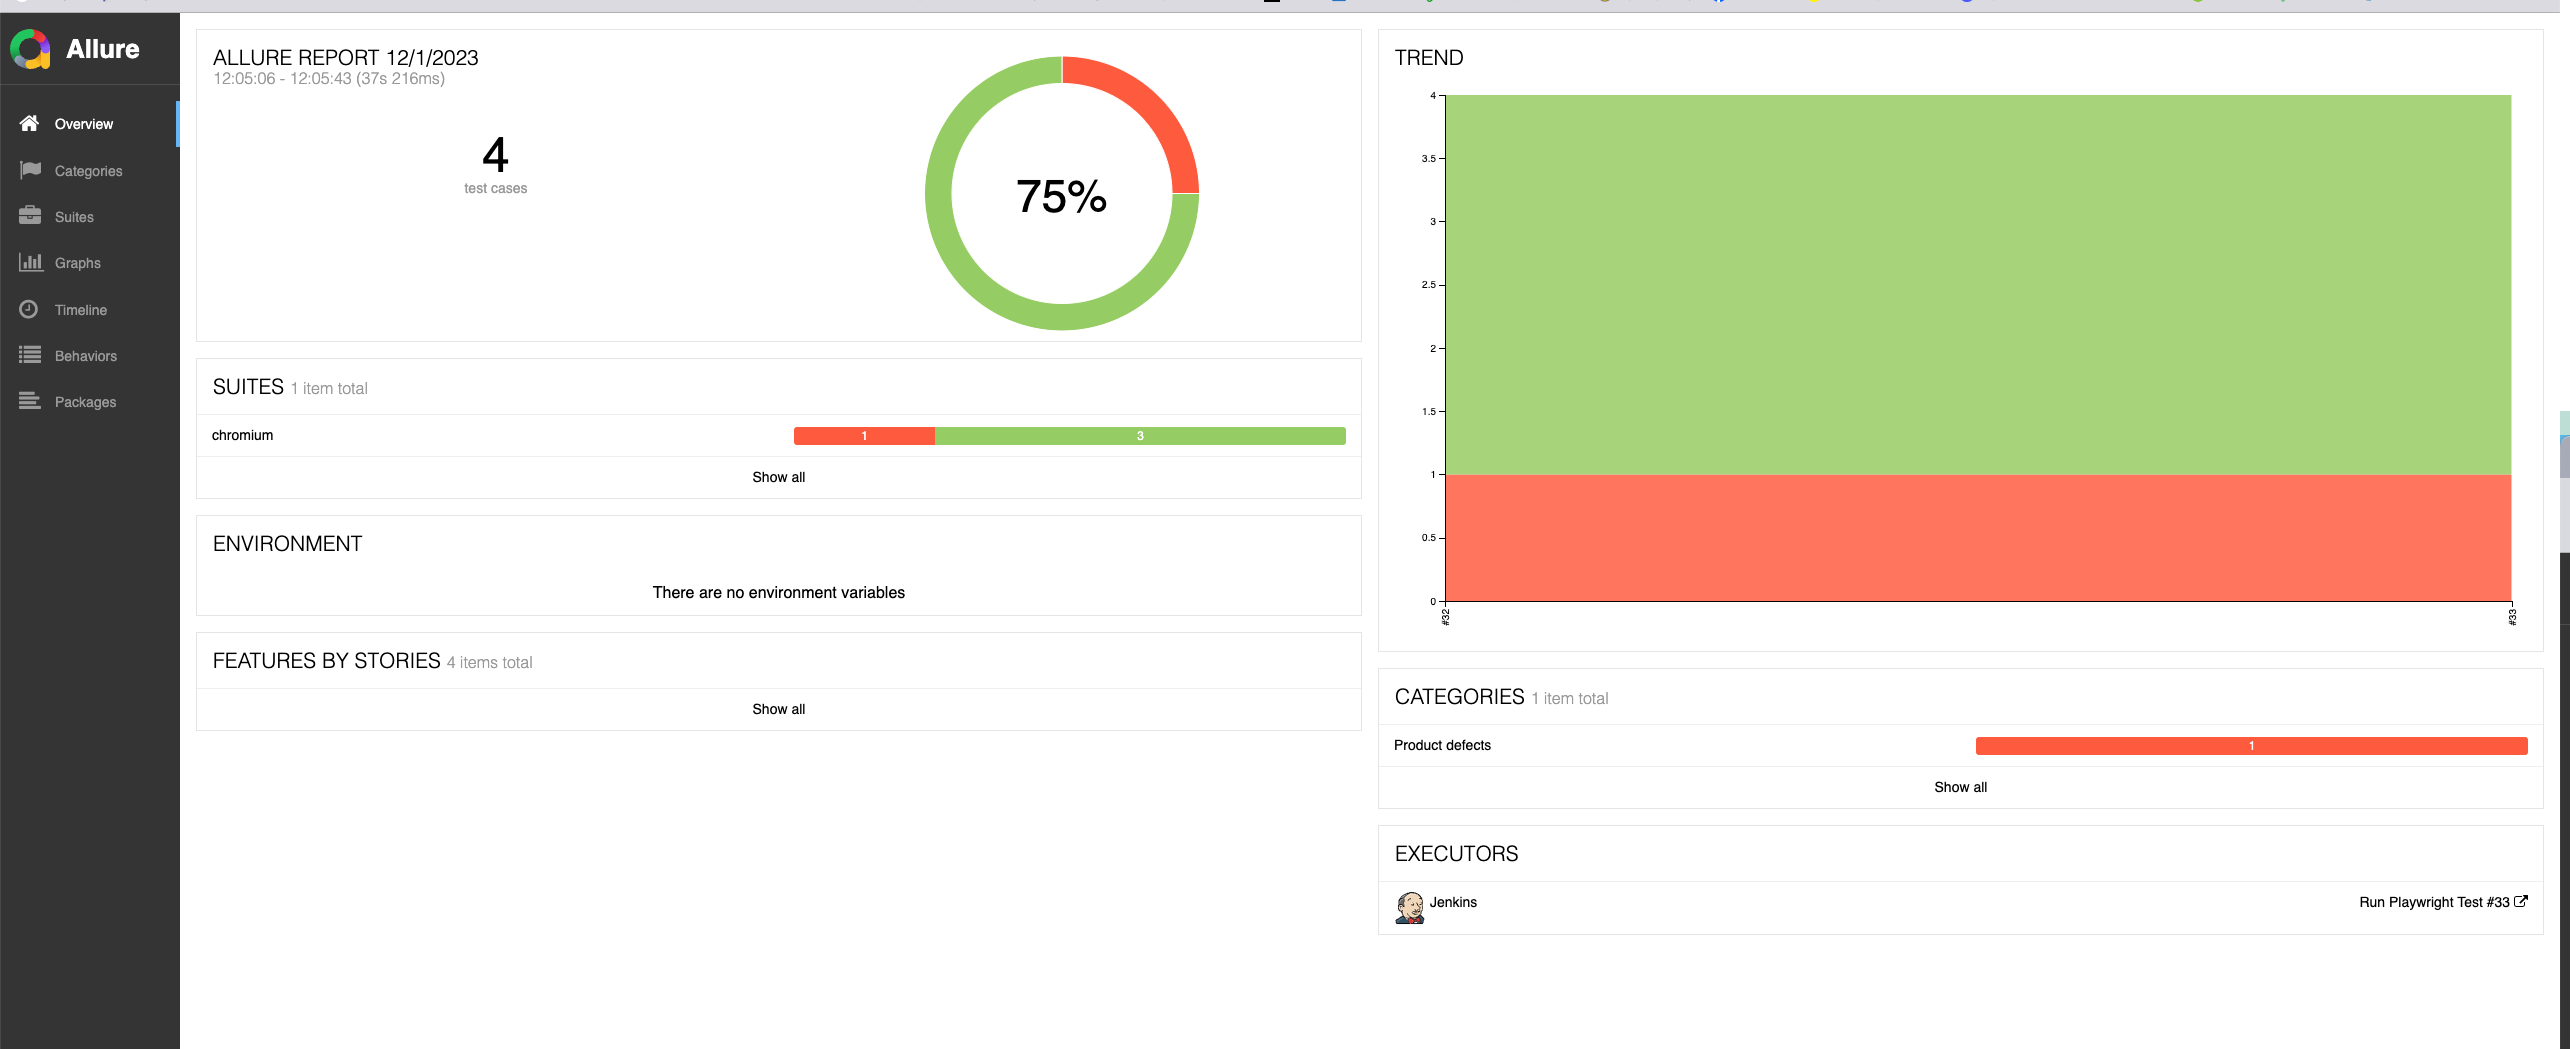 Allure
Overview
Categories
Suites
Graphs
Timeline
Behaviors
Packages
ALLURE REPORT 12/1/2023
12:05:06 - 12:05:43 (37s 216ms)
4
test cases
75%
SUITES 1 item total
chromium
1
3
Show all
ENVIRONMENT
There are no environment variables
FEATURES BY STORIES 4 items total
Show all
TREND
4
3.5
3
2.5
2
1.5
1
0.5
0
#32
#33
CATEGORIES 1 item total
Product defects
1
Show all
EXECUTORS
Jenkins
Run Playwright Test #33